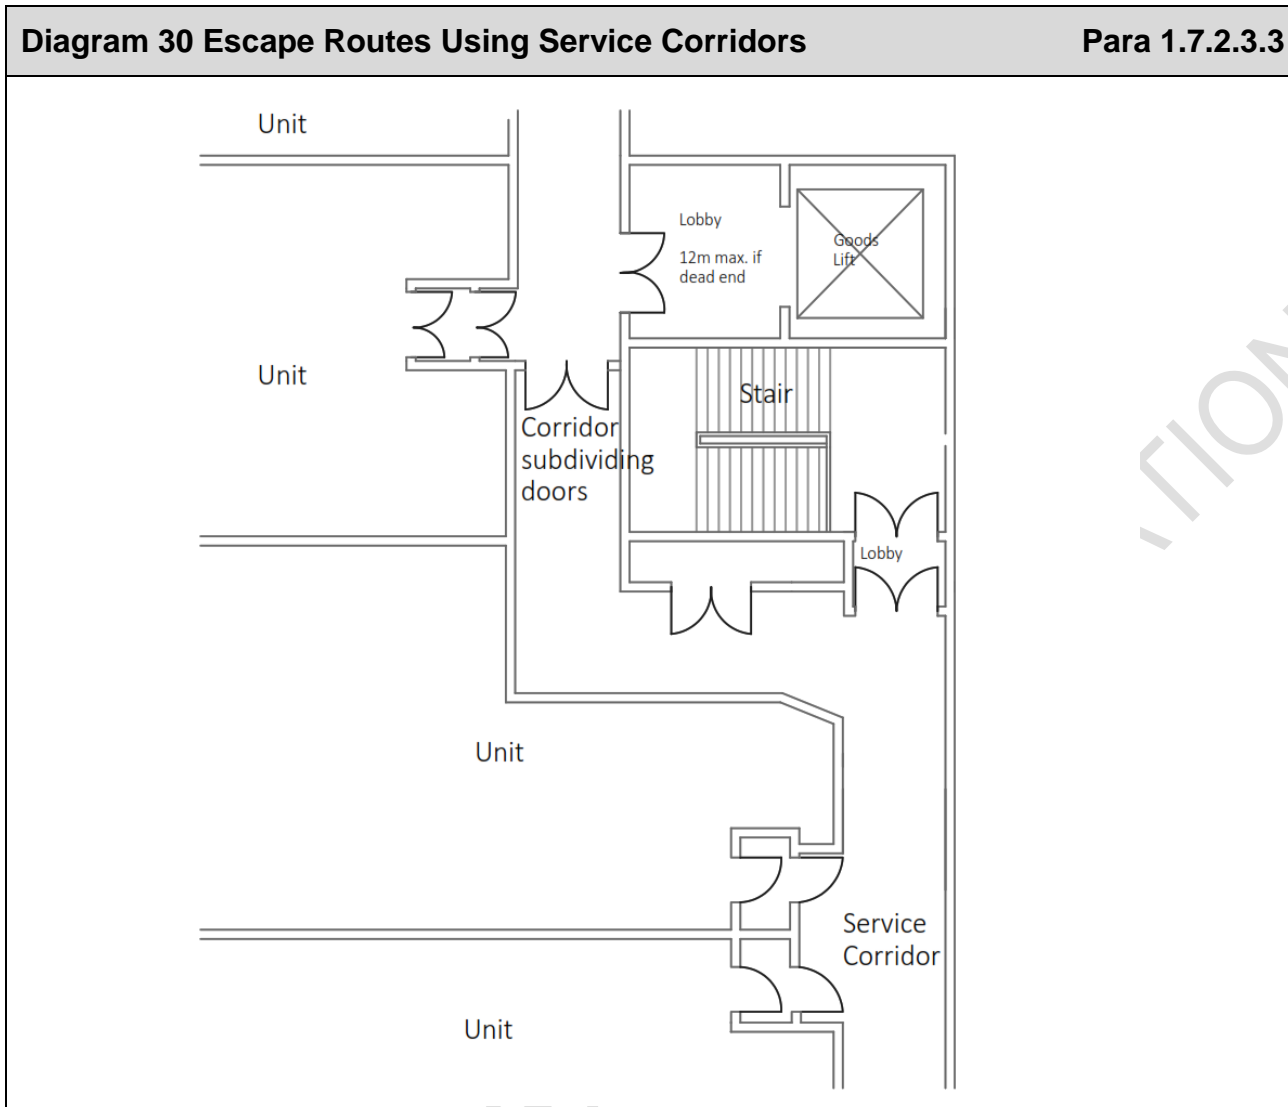 Diagram 30 Escape Routes Using Service Corridors Para 1.7.2.3.3
Unit
Lobby
12m max. if
dead end
Goods
Lift
Unit
Stair
Corridor
subdividing
doors
Lobby
Unit
Service
Corridor
Unit